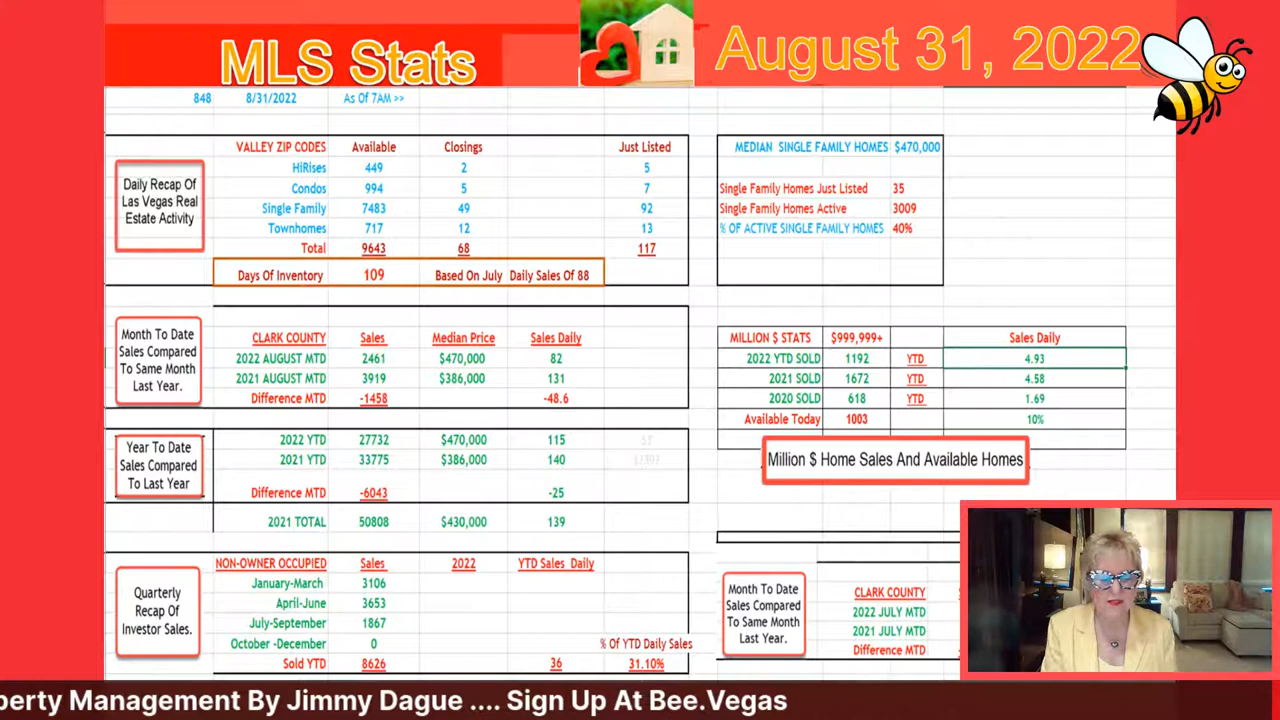 MLS Stats
August 31, 2022
848 8/31/2022 As Of 7AM >>
Daily Recap Of
Las Vegas Real
Estate Activity
VALLEY ZIP CODES Available Closings Just Listed
HiRises 449 2 5
Condos 994 5 7
Single Family 7483 49 92
Townhomes 717 12 13
Total 9643 68 117
Days Of Inventory 109 Based On July Daily Sales Of 88
MEDIAN SINGLE FAMILY HOMES $470,000
Single Family Homes Just Listed 35
Single Family Homes Active 3009
% OF ACTIVE SINGLE FAMILY HOMES 40%
Month To Date
Sales Compared
To Same Month
Last Year.
CLARK COUNTY Sales Median Price Sales Daily
2022 AUGUST MTD 2461 $470,000 82
2021 AUGUST MTD 3919 $386,000 131
Difference MTD -1458 -48.6
MILLION $ STATS $999,999+ Sales Daily
2022 YTD SOLD 1192 YTD 4.93
2021 SOLD 1672 YTD 4.58
2020 SOLD 618 YTD 1.69
Available Today 1003 10%
Million $ Home Sales And Available Homes
Year To Date
Sales Compared
To Last Year
2022 YTD 27732 $470,000 115
2021 YTD 33775 $386,000 140
Difference MTD -6043 -25
2021 TOTAL 50808 $430,000 139
Quarterly
Recap Of
Investor Sales.
NON-OWNER OCCUPIED Sales 2022 YTD Sales Daily
January-March 3106
April-June 3653
July-September 1867
October -December 0 % Of YTD Daily Sales
Sold YTD 8626 36 31.10%
Month To Date
Sales Compared
To Same Month
Last Year.
CLARK COUNTY
2022 JULY MTD
2021 JULY MTD
Difference MTD
perty Management By Jimmy Dague .... Sign Up At Bee.Vegas